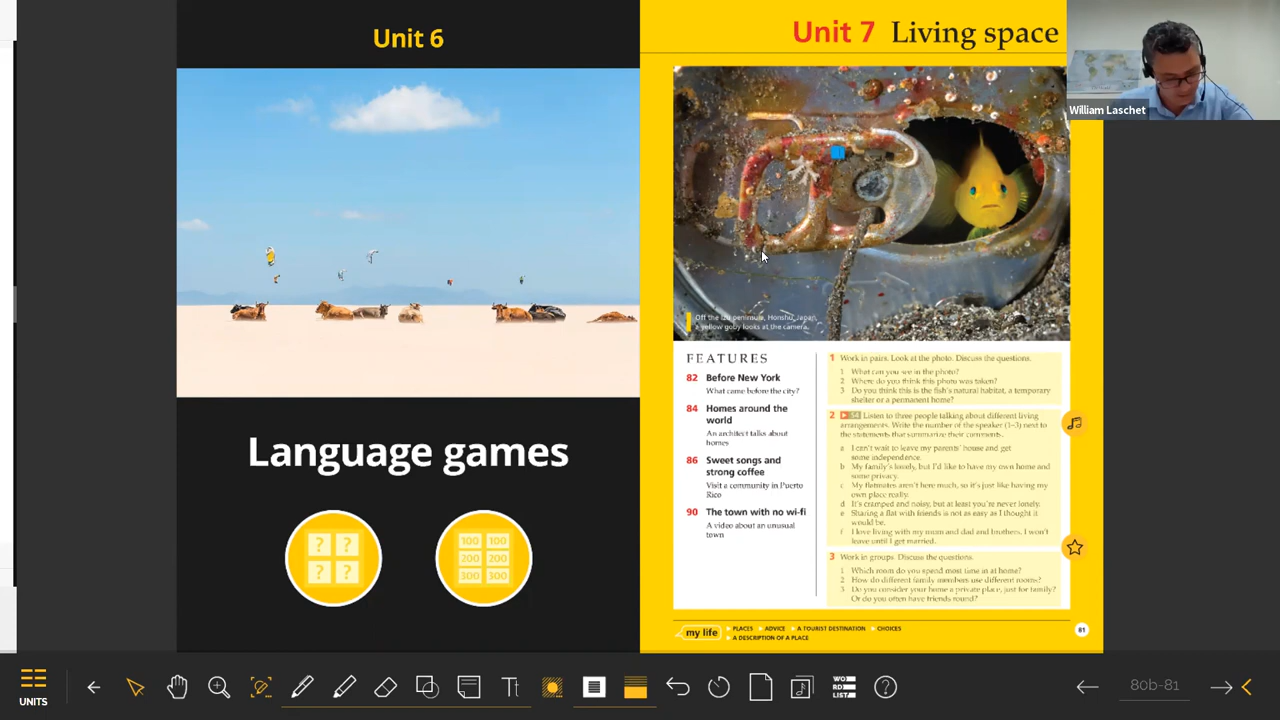 Unit 6
Language games
100 100
200 200
300 300
? ?
? ?
Unit 7 Living space
Off the Izu peninsula, Honshu, Japan,
a yellow goby looks at the camera.
FEATURES
82 Before New York
What came before the city?
84 Homes around the
world
An architect talks about
homes
86 Sweet songs and
strong coffee
Visit a community in Puerto
Rico
90 The town with no wi-fi
A video about an unusual
town
1 Work in pairs. Look at the photo. Discuss the questions.
1 What can you see in the photo?
2 Where do you think this photo was taken?
3 Do you think this is the fish's natural habitat, a temporary
shelter or a permanent home?
2 54 Listen to three people talking about different living
arrangements. Write the number of the speaker (1–3) next to
the statements that summarize their comments.
a I can't wait to leave my parents' house and get
some independence.
b My family's lovely, but I'd like to have my own home and
some privacy.
c My flatmates aren't here much, so it's just like having my
own place really.
d It's cramped and noisy, but at least you're never lonely.
e Sharing a flat with friends is not as easy as I thought it
would be.
f I love living with my mum and dad and brothers. I won't
leave until I get married.
3 Work in groups. Discuss the questions.
1 Which room do you spend most time in at home?
2 How do different family members use different rooms?
3 Do you consider your home a private place, just for family?
Or do you often have friends round?
my life PLACES ADVICE A TOURIST DESTINATION CHOICES
A DESCRIPTION OF A PLACE
81
William Laschet
UNITS
Tt
WO
RD
LIST
?
80b-81